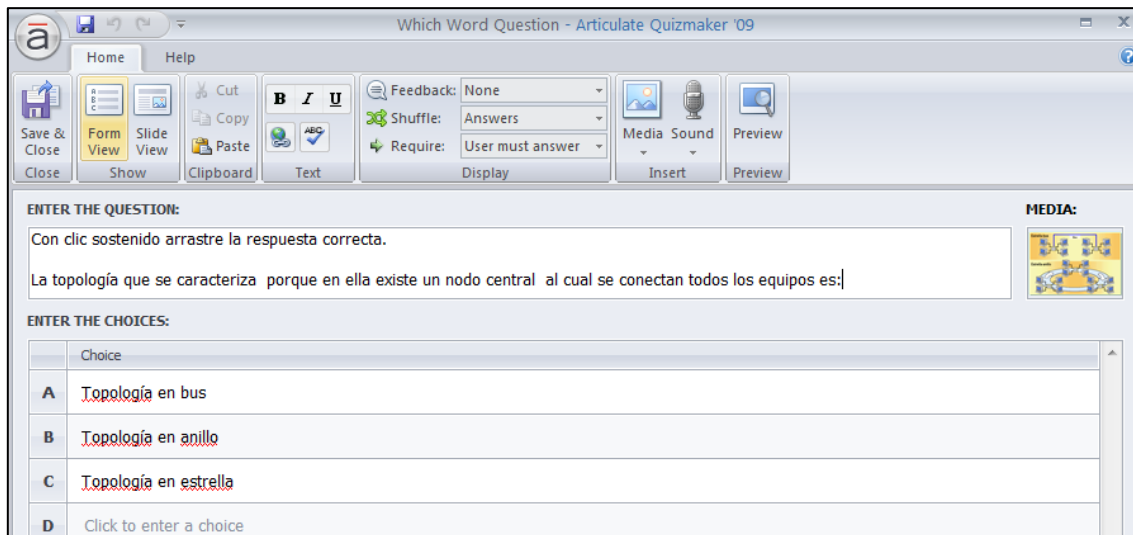 Which Word Question - Articulate Quizmaker '09
Home Help
Save & Close
Form View
Slide View
Cut
Copy
Paste
B I U
ABC
Feedback: None
Shuffle: Answers
Require: User must answer
Media Sound
Preview
Close Show Clipboard Text Display Insert Preview
ENTER THE QUESTION: MEDIA:
Con clic sostenido arrastre la respuesta correcta.
La topología que se caracteriza porque en ella existe un nodo central al cual se conectan todos los equipos es:
ENTER THE CHOICES:
Choice
A Topología en bus
B Topología en anillo
C Topología en estrella
D Click to enter a choice